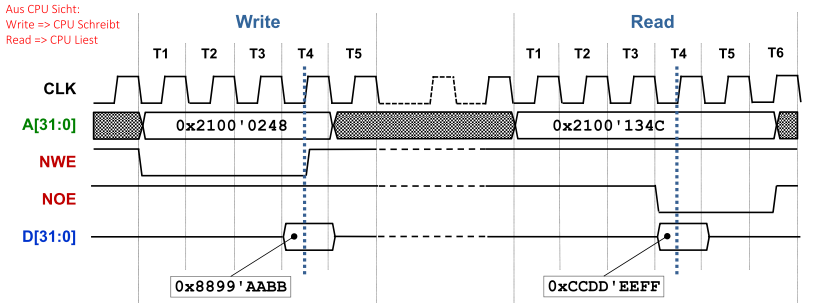 Aus CPU Sicht:
Write => CPU Schreibt
Read => CPU Liest
Write
Read
T1 T2 T3 T4 T5 T1 T2 T3 T4 T5 T6
CLK
A[31:0] 0x2100'0248 0x2100'134C
NWE
NOE
D[31:0]
0x8899'AABB 0xCCDD'EEFF